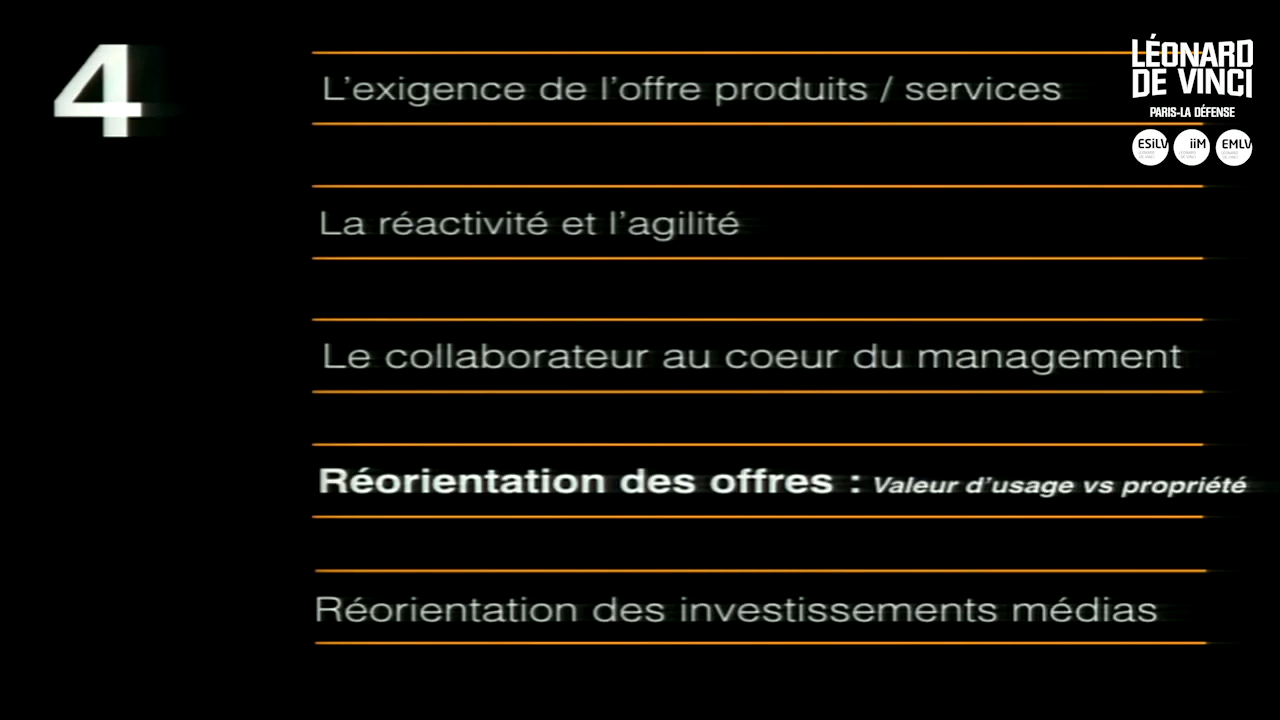 4
L'exigence de l'offre produits / services
La réactivité et l'agilité
Le collaborateur au coeur du management
Réorientation des offres : Valeur d'usage vs propriété
Réorientation des investissements médias
LÉONARD
DE VINCI
PARIS-LA DÉFENSE
ESiLV
iiM
EMLV